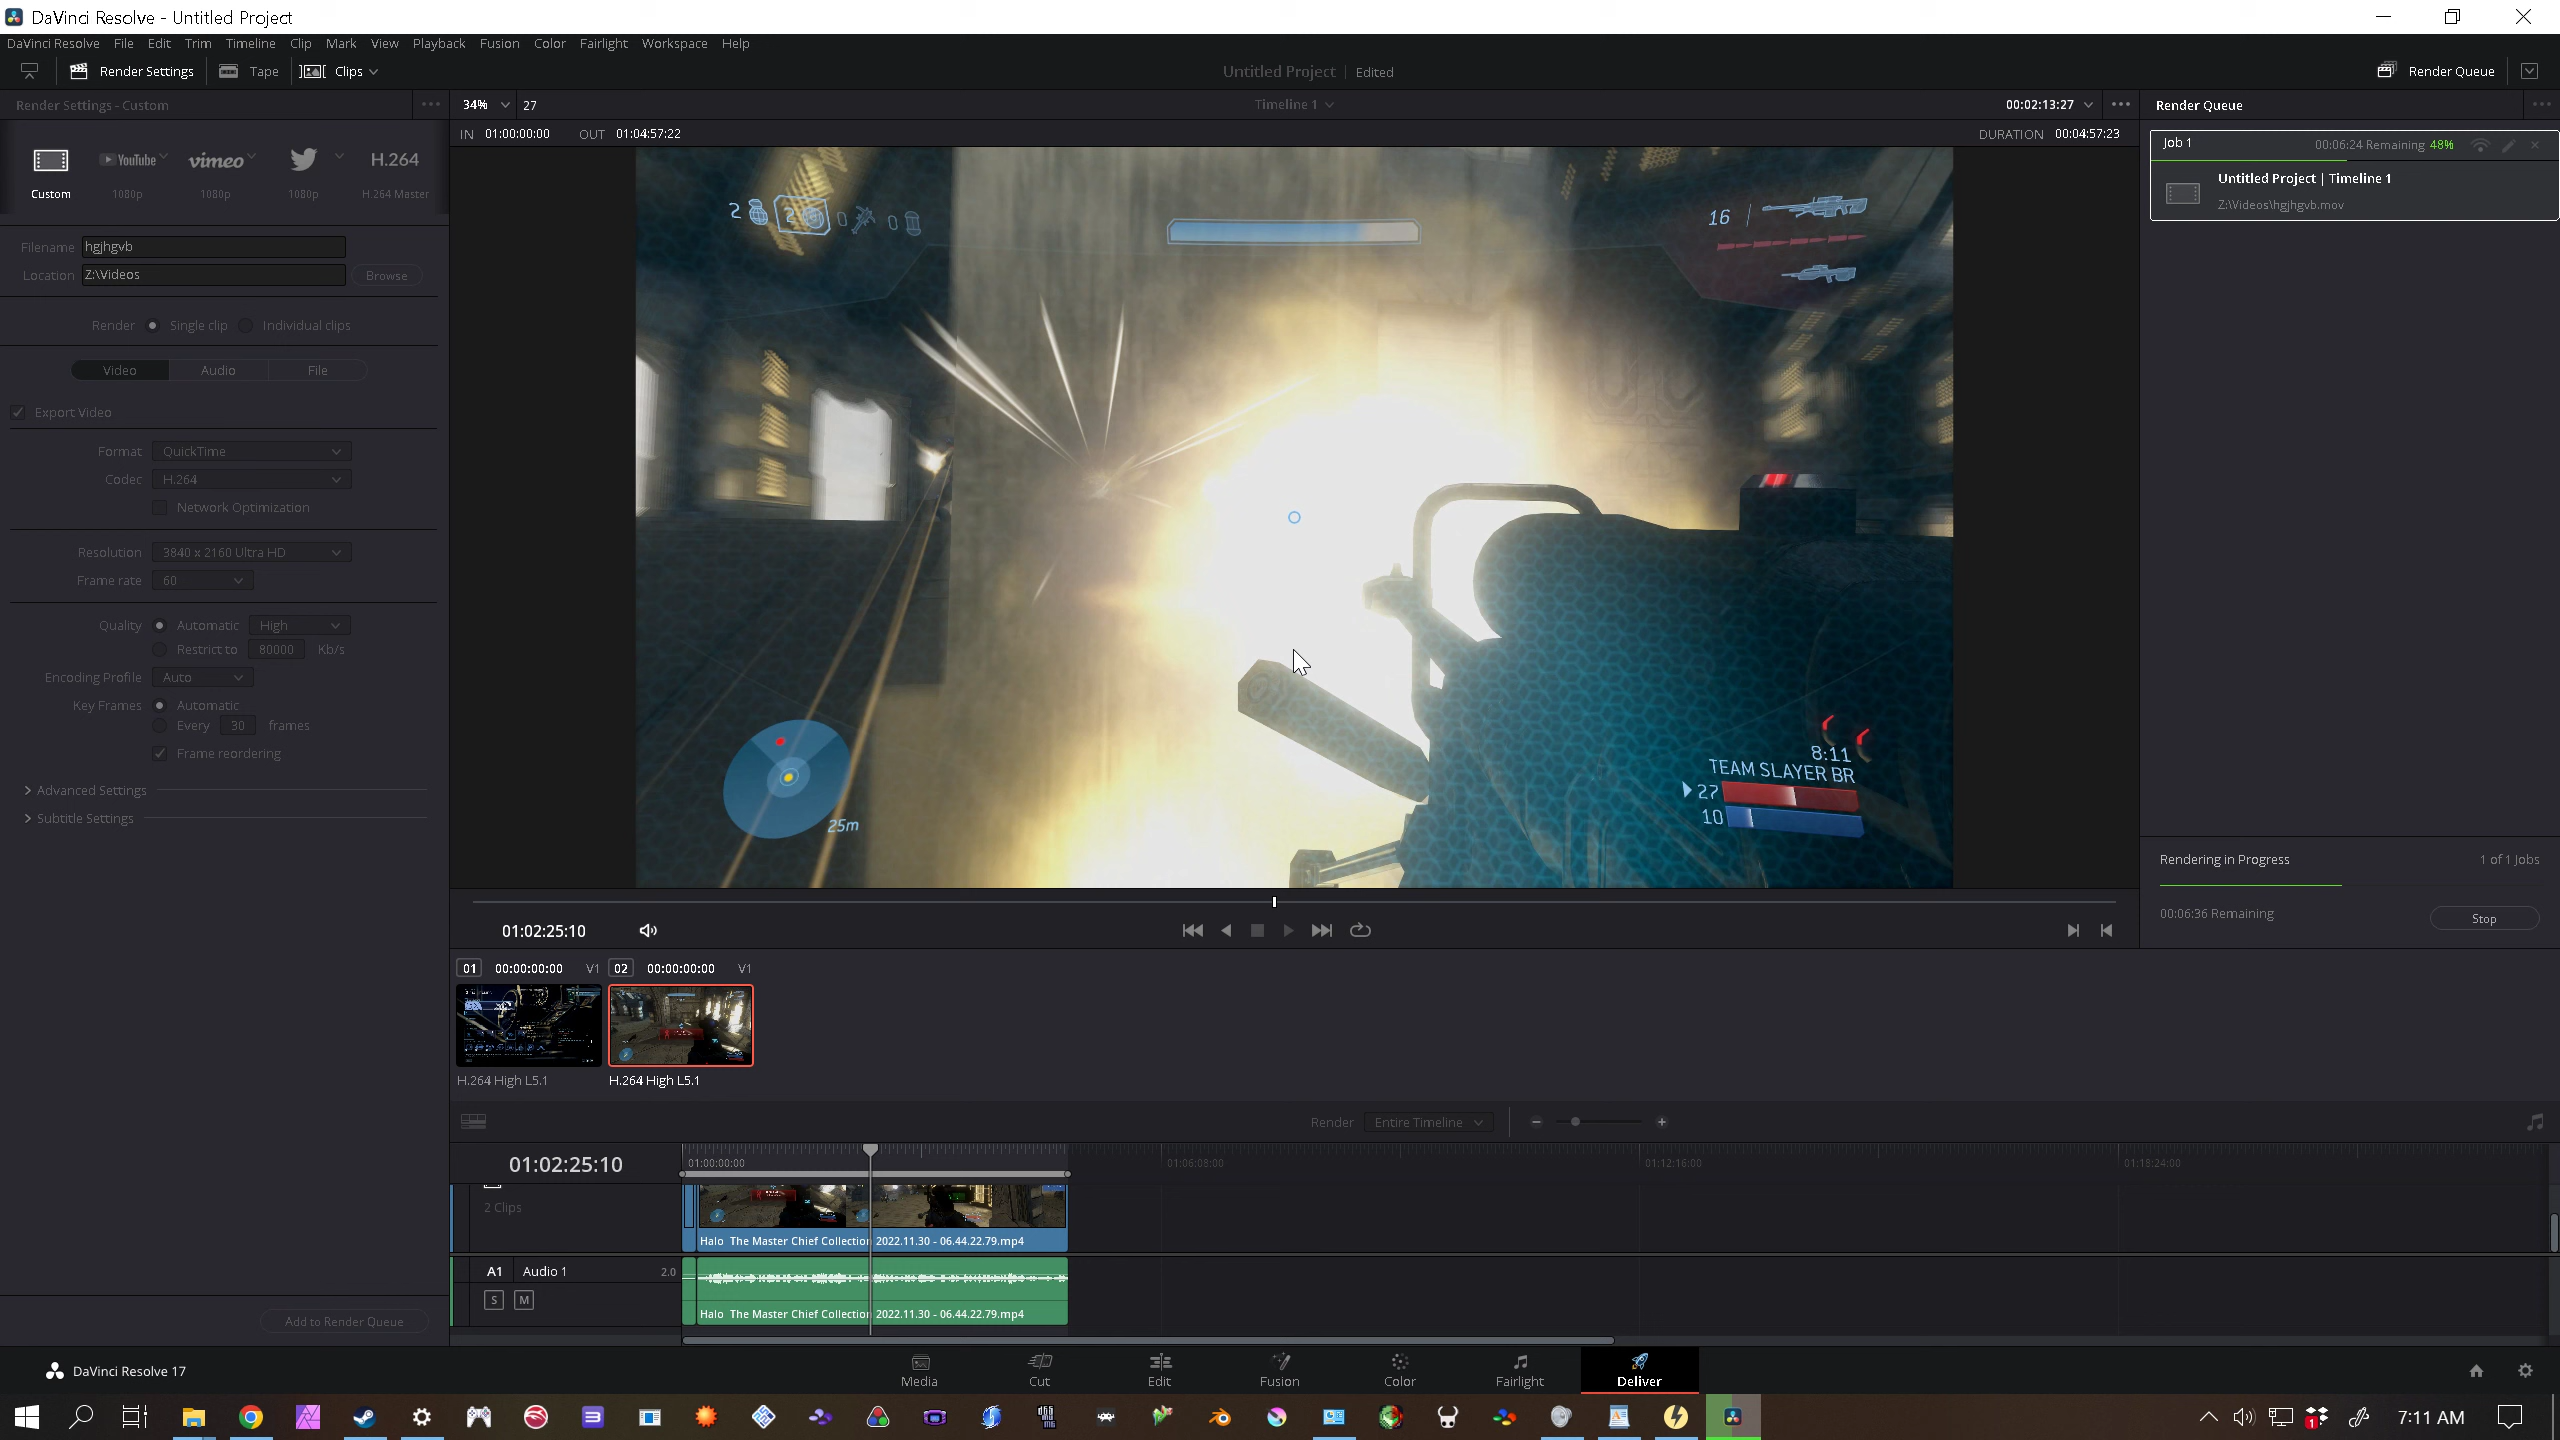 DaVinci Resolve - Untitled Project
DaVinci Resolve File Edit Trim Timeline Clip Mark View Playback Fusion Color Fairlight Workspace Help
Render Settings Tape Clips
Untitled Project Edited
Render Queue
Render Settings - Custom
34% 27
Timeline 1
00:02:13:27
Render Queue
IN 01:00:00:00 OUT 01:04:57:22
DURATION 00:04:57:23
Custom
YouTube
1080p
vimeo
1080p
1080p
H.264
H.264 Master
Job 1 00:06:24 Remaining 48%
Untitled Project | Timeline 1
Z:\Videos\hgjhgvb.mov
Filename hgjhgvb
Location Z:\Videos Browse
Render Single clip Individual clips
Video Audio File
Export Video
Format QuickTime
Codec H.264
Network Optimization
Resolution 3840 x 2160 Ultra HD
Frame rate 60
Quality Automatic High
Restrict to 80000 Kb/s
Encoding Profile Auto
Key Frames Automatic
Every 30 frames
Frame reordering
Advanced Settings
Subtitle Settings
2 2 0 0
16
25m
8:11
TEAM SLAYER BR
27
10
Rendering in Progress 1 of 1 Jobs
00:06:36 Remaining Stop
01:02:25:10
01 00:00:00:00 V1 02 00:00:00:00 V1
H.264 High L5.1 H.264 High L5.1
Render Entire Timeline
01:02:25:10
01:00:00:00 01:06:08:00 01:12:16:00 01:18:24:00
2 Clips
Halo The Master Chief Collection 2022.11.30 - 06.44.22.79.mp4
A1 Audio 1 2.0
S M
Halo The Master Chief Collection 2022.11.30 - 06.44.22.79.mp4
Add to Render Queue
DaVinci Resolve 17
Media Cut Edit Fusion Color Fairlight Deliver
1
7:11 AM